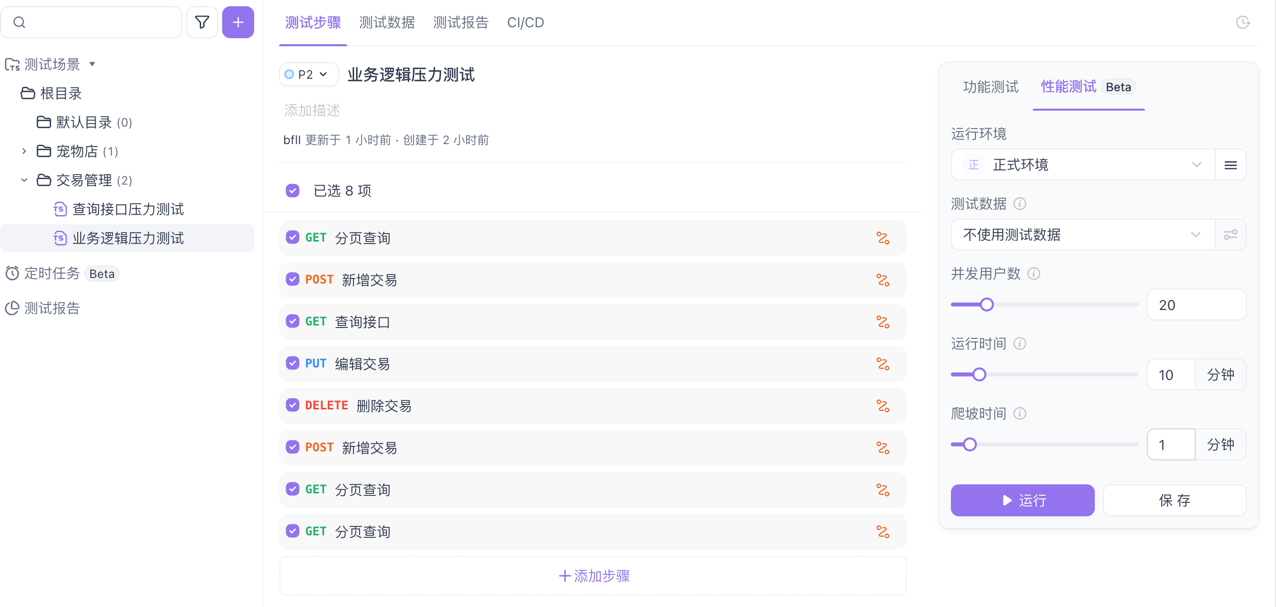 测试场景
根目录
默认目录 (0)
宠物店 (1)
交易管理 (2)
查询接口压力测试
业务逻辑压力测试
定时任务 Beta
测试报告
测试步骤 测试数据 测试报告 CI/CD
P2 业务逻辑压力测试
添加描述
bfll 更新于 1 小时前 · 创建于 2 小时前
已选 8 项
GET 分页查询
POST 新增交易
GET 查询接口
PUT 编辑交易
DELETE 删除交易
POST 新增交易
GET 分页查询
GET 分页查询
添加步骤
功能测试 性能测试 Beta
运行环境
正 正式环境
测试数据
不使用测试数据
并发用户数
20
运行时间
10 分钟
爬坡时间
1 分钟
运行 保 存